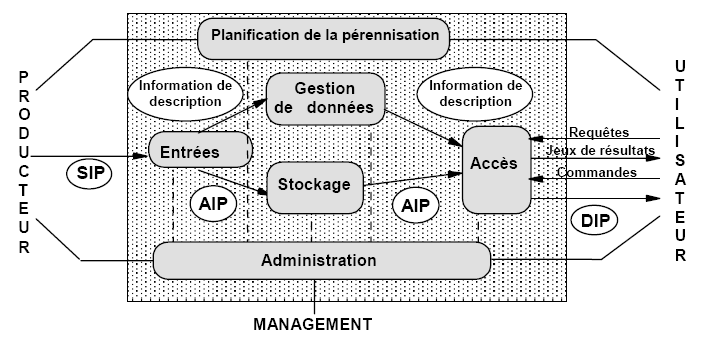 Planification de la pérennisation
PRODUCTEUR
UTILISATEUR
Information de
description
Gestion
de données
Information de
description
Entrées
Stockage
Accès
Requêtes
Jeux de résultats
Commandes
SIP
AIP
AIP
DIP
Administration
MANAGEMENT